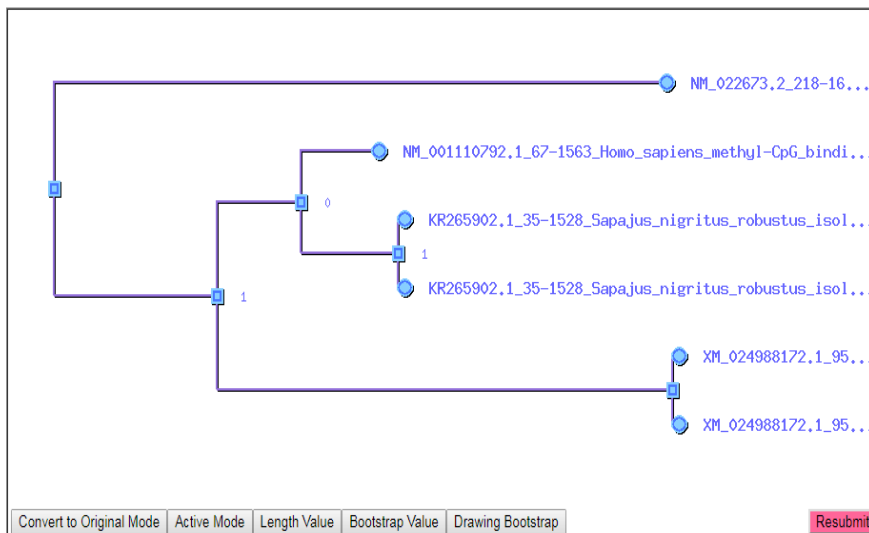 NM_022673.2_218-16...
NM_001110792.1_67-1563_Homo_sapiens_methyl-CpG_bindi...
0
KR265902.1_35-1528_Sapajus_nigritus_robustus_isol...
1
KR265902.1_35-1528_Sapajus_nigritus_robustus_isol...
1
XM_024988172.1_95...
XM_024988172.1_95...
Convert to Original Mode Active Mode Length Value Bootstrap Value Drawing Bootstrap Resubmit